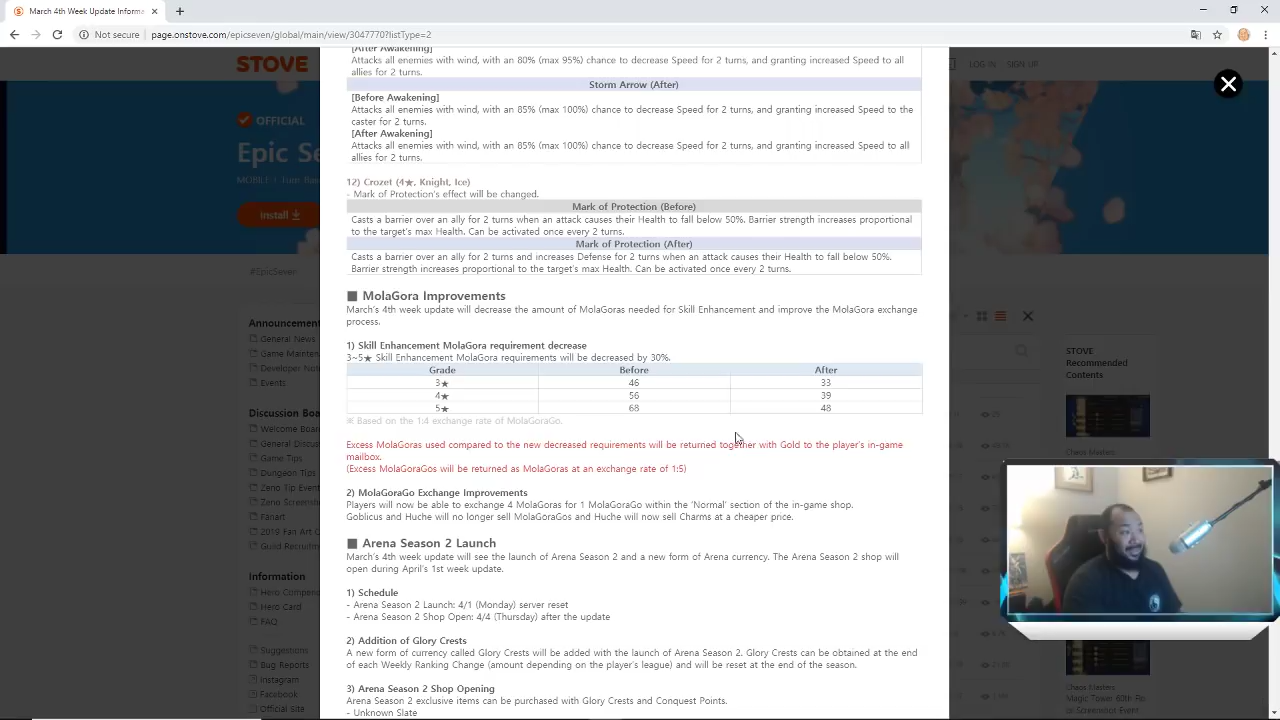 March 4th Week Update Informa
Not secure | page.onstove.com/epicseven/global/main/view/3047770?listType=2
STOVE
LOG IN
SIGN UP
OFFICIAL
Epic Se
Install
Announcement
General News
Game Mainten
Developer Not
Events
Discussion Boa
Welcome Board
General Discuss
Game Tips
Dungeon Tips
Zeno Tip Event
Zeno Screensho
Fanart
2019 Fan Art C
Guild Recruitm
Information
Hero Compend
Hero Card
FAQ
Suggestions
Bug Reports
Instagram
Facebook
Official Site
[After Awakening]
Attacks all enemies with wind, with an 80% (max 95%) chance to decrease Speed for 2 turns, and granting increased Speed to all
allies for 2 turns.
Storm Arrow (After)
[Before Awakening]
Attacks all enemies with wind, with an 85% (max 100%) chance to decrease Speed for 2 turns, and granting increased Speed to the
caster for 2 turns.
[After Awakening]
Attacks all enemies with wind, with an 85% (max 100%) chance to decrease Speed for 2 turns, and granting increased Speed to all
allies for 2 turns.
12) Crozet (4★, Knight, Ice)
- Mark of Protection's effect will be changed.
Mark of Protection (Before)
Casts a barrier over an ally for 2 turns when an attack causes their Health to fall below 50%. Barrier strength increases proportional
to the target's max Health. Can be activated once every 2 turns.
Mark of Protection (After)
Casts a barrier over an ally for 2 turns and increases Defense for 2 turns when an attack causes their Health to fall below 50%.
Barrier strength increases proportional to the target's max Health. Can be activated once every 2 turns.
■ MolaGora Improvements
March's 4th week update will decrease the amount of MolaGoras needed for Skill Enhancement and improve the MolaGora exchange
process.
1) Skill Enhancement MolaGora requirement decrease
3~5★ Skill Enhancement MolaGora requirements will be decreased by 30%.
Grade Before After
3★ 46 33
4★ 56 39
5★ 68 48
※ Based on the 1:4 exchange rate of MolaGoraGo.
Excess MolaGoras used compared to the new decreased requirements will be returned together with Gold to the player's in-game
mailbox.
(Excess MolaGoraGos will be returned as MolaGoras at an exchange rate of 1:5)
2) MolaGoraGo Exchange Improvements
Players will now be able to exchange 4 MolaGoras for 1 MolaGoraGo within the 'Normal' section of the in-game shop.
Goblicus and Huche will no longer sell MolaGoraGos and Huche will now sell Charms at a cheaper price.
■ Arena Season 2 Launch
March's 4th week update will see the launch of Arena Season 2 and a new form of Arena currency. The Arena Season 2 shop will
open during April's 1st week update.
1) Schedule
- Arena Season 2 Launch: 4/1 (Monday) server reset
- Arena Season 2 Shop Open: 4/4 (Thursday) after the update
2) Addition of Glory Crests
A new form of currency called Glory Crests will be added with the launch of Arena Season 2. Glory Crests can be obtained at the end
of each Weekly Ranking Change (amount depending on the player's league) and will be reset at the end of the season.
3) Arena Season 2 Shop Opening
Arena Season 2 exclusive items can be purchased with Glory Crests and Conquest Points.
- Unknown Slate
STOVE
Recommended
Contents
Chaos Masters
Magic Tower 60th Flo
or Screenshot Event
Chaos Masters